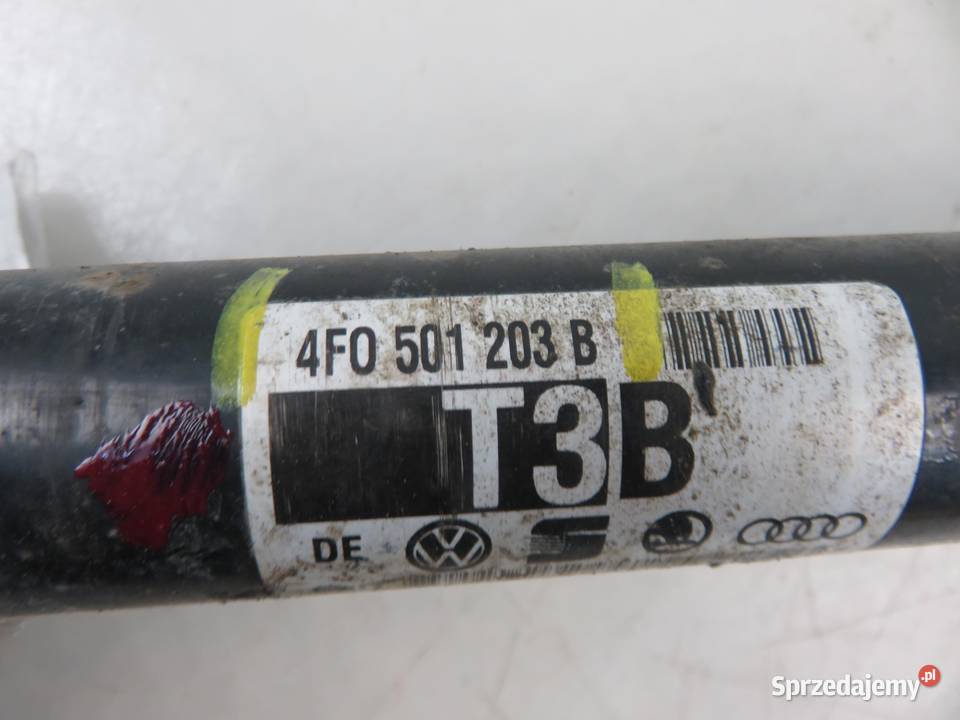 4F0 501 203 B
T3B
DE
Sprzedajemy.pl